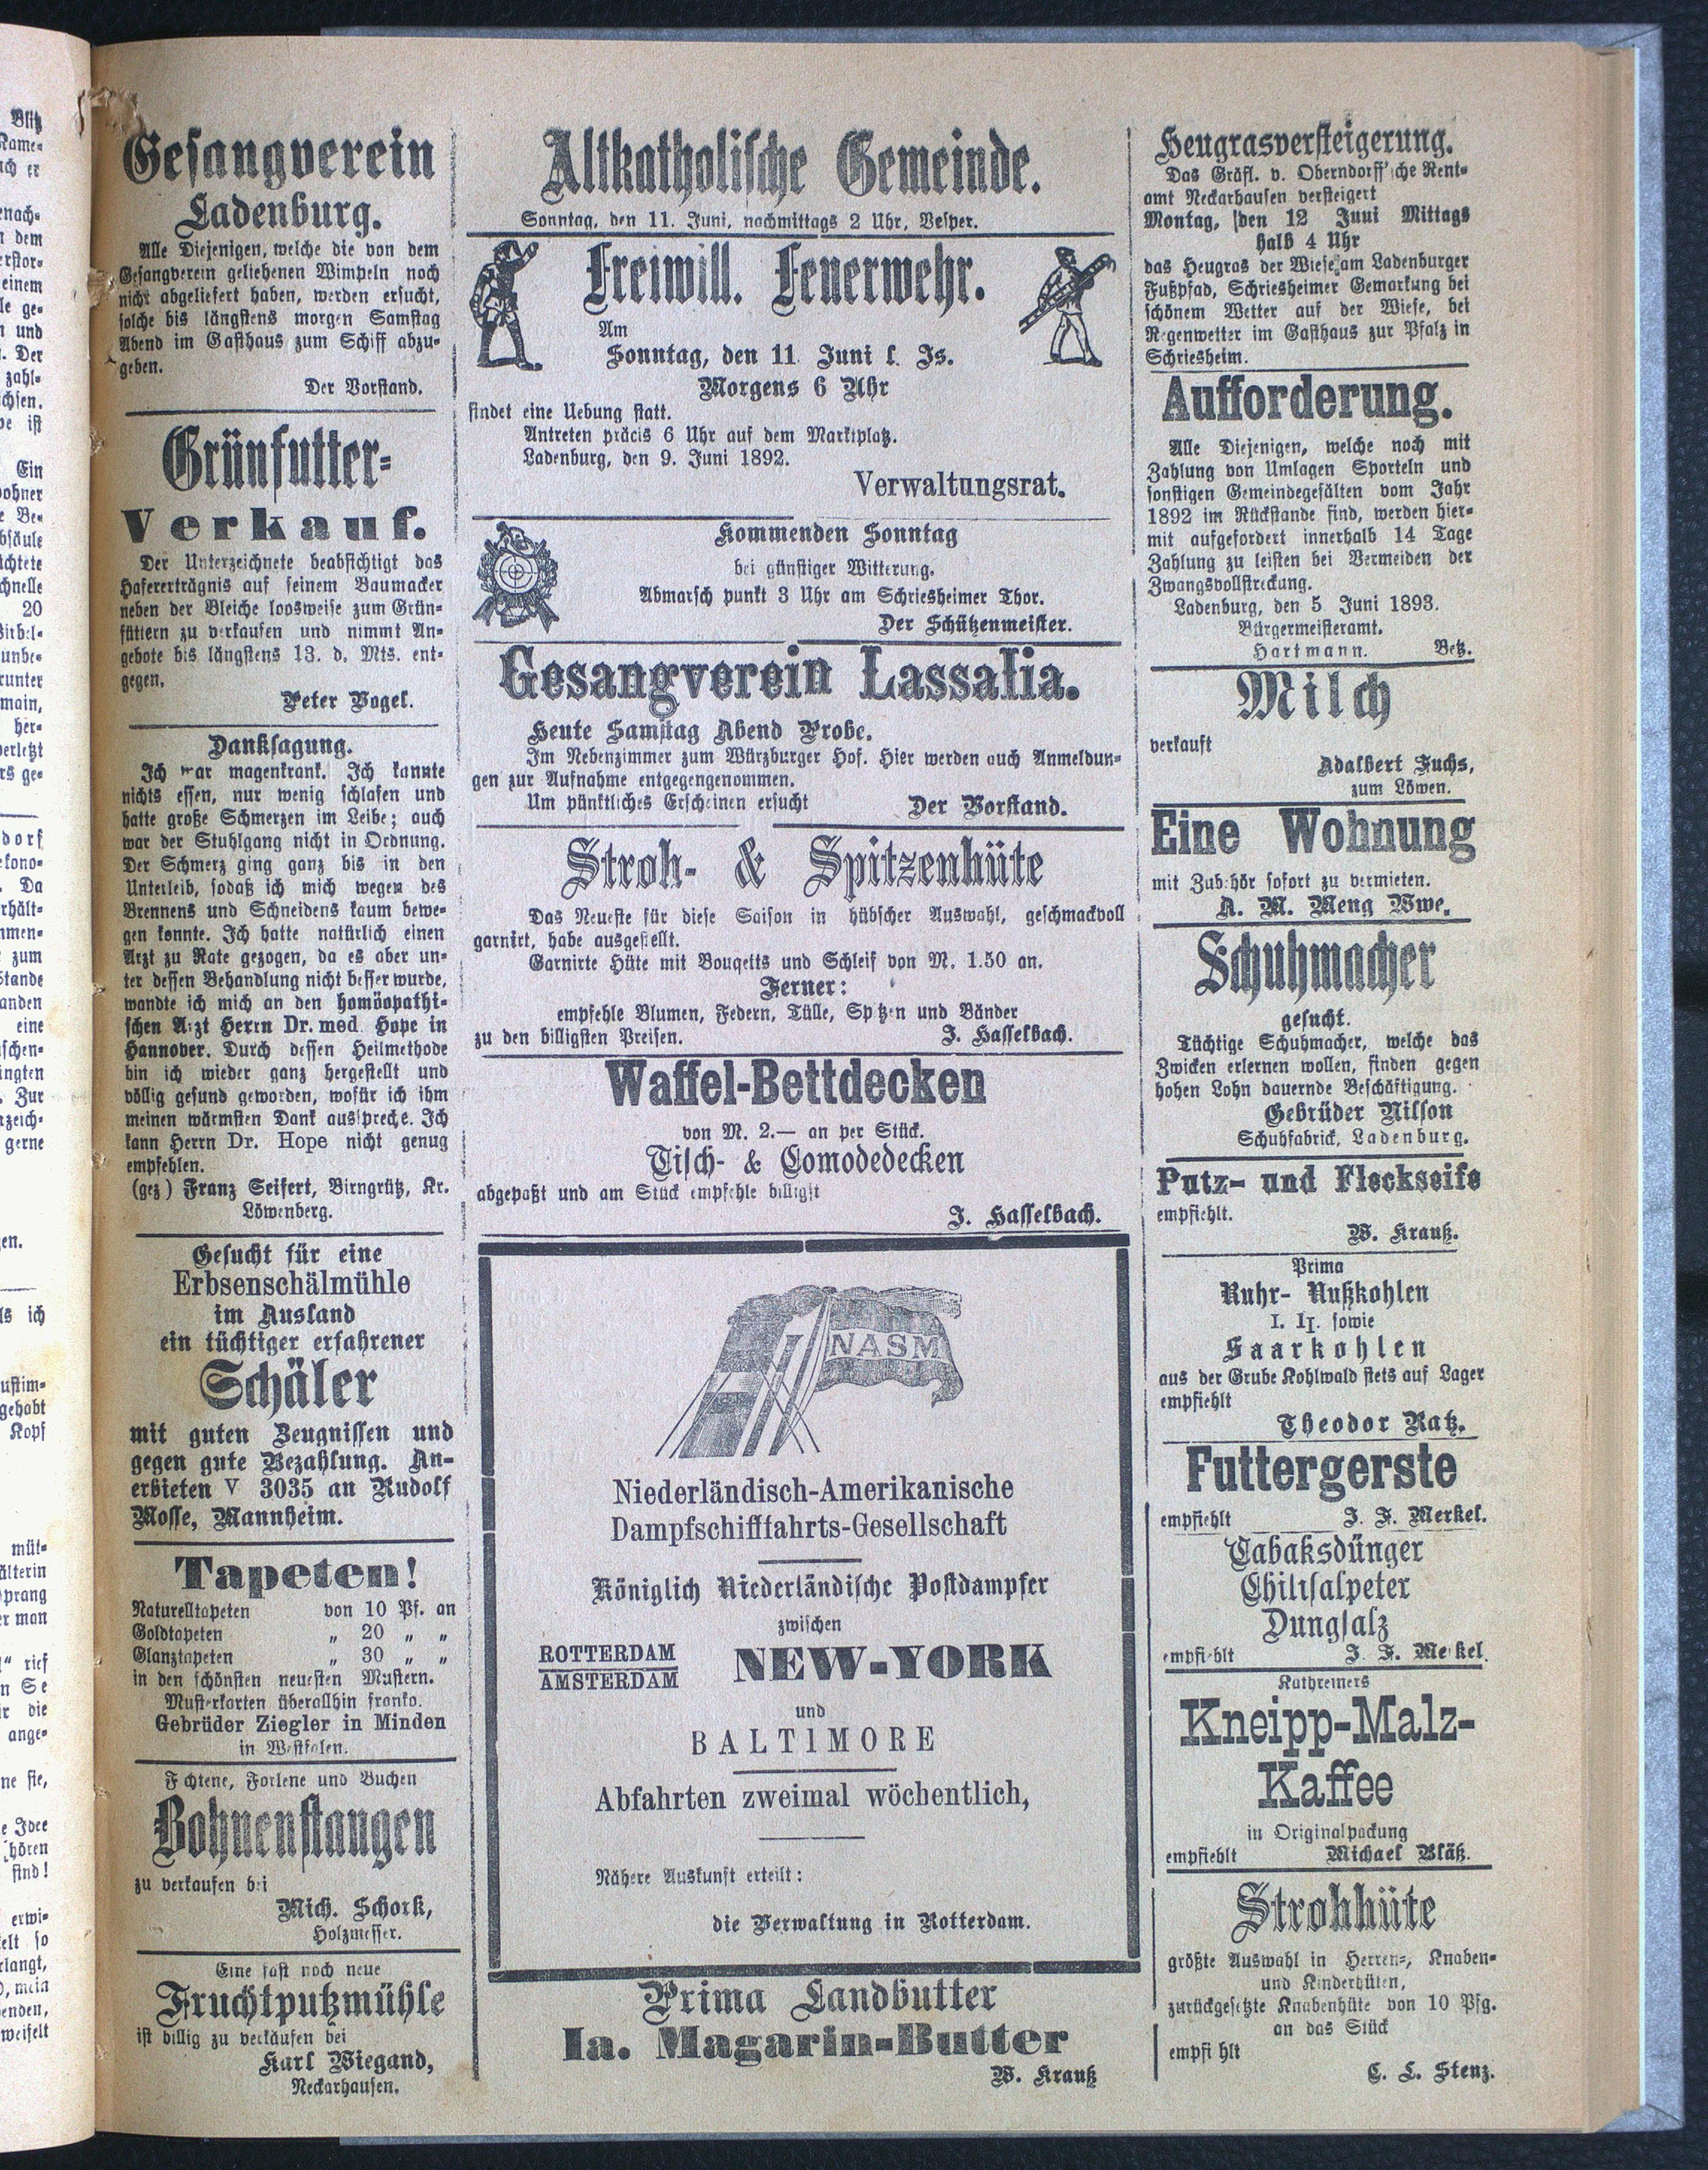 Gesangverein
Ladenburg.
Alle Diejenigen, welche die von dem
Gesangverein geliehenen Wimpeln noch
nicht abgeliefert haben, werden ersucht,
solche bis längstens morgen Samstag
Abend im Gasthaus zum Schiff abzu-
geben.
Der Vorstand.
Grünfutter-
Verkauf.
Der Unterzeichnete beabsichtigt das
Hafererträgnis auf seinem Baumacker
neben der Bleiche loosweise zum Grün-
füttern zu verkaufen und nimmt An-
gebote bis längstens 13. d. Mts. ent-
gegen.
Peter Vogel.
Danksagung.
Ich war magenkrank. Ich kannte
nichts essen, nur wenig schlafen und
hatte große Schmerzen im Leibe; auch
war der Stuhlgang nicht in Ordnung.
Der Schmerz ging ganz bis in den
Unterleib, sodaß ich mich wegen des
Brennens und Schneidens kaum bewe-
gen konnte. Ich hatte natürlich einen
Arzt zu Rate gezogen, da es aber un-
ter dessen Behandlung nicht besser wurde,
wandte ich mich an den homöopathi-
schen Arzt Herrn Dr. med. Hope in
Hannover. Durch dessen Heilmethode
bin ich wieder ganz hergestellt und
völlig gesund geworden, wofür ich ihm
meinen wärmsten Dank ausspreche. Ich
kann Herrn Dr. Hope nicht genug
empfehlen.
(gez) Franz Seifert, Birngrütz, Kr.
Löwenberg.
Gesucht für eine
Erbsenschälmühle
im Ausland
ein tüchtiger erfahrener
Schäler
mit guten Zeugnissen und
gegen gute Bezahlung. An-
erbieten V 3035 an Rudolf
Mosse, Mannheim.
Tapeten!
Naturelltapeten von 10 Pf. an
Goldtapeten „ 20 „ „
Glanztapeten „ 30 „ „
in den schönsten neuesten Mustern.
Musterkarten überallhin franko.
Gebrüder Ziegler in Minden
in Westfalen.
Fichtene, Forlene und Buchen
Bohnenstangen
zu verkaufen bei
Mich. Schork,
Holzmesser.
Eine fast noch neue
Fruchtputzmühle
ist billig zu verkaufen bei
Karl Wiegand,
Neckarhausen.
Altkatholische Gemeinde.
Sonntag, den 11. Juni, nachmittags 2 Uhr, Vesper.
Freiwill. Feuerwehr.
Am
Sonntag, den 11 Juni l. Js.
Morgens 6 Uhr
findet eine Uebung statt.
Antreten präcis 6 Uhr auf dem Marktplatz.
Ladenburg, den 9. Juni 1892.
Verwaltungsrat.
Kommenden Sonntag
bei günstiger Witterung.
Abmarsch punkt 3 Uhr am Schriesheimer Thor.
Der Schützenmeister.
Gesangverein Lassalia.
Heute Samstag Abend Probe.
Im Nebenzimmer zum Würzburger Hof. Hier werden auch Anmeldun-
gen zur Aufnahme entgegengenommen.
Um pünktliches Erscheinen ersucht Der Vorstand.
Stroh- & Spitzenhüte
Das Neueste für diese Saison in hübscher Auswahl, geschmackvoll
garnirt, habe ausgestellt.
Garnirte Hüte mit Bouqetts und Schleif von M. 1.50 an.
Ferner:
empfehle Blumen, Federn, Tülle, Spitzen und Bänder
zu den billigsten Preisen. J. Hasselbach.
Waffel-Bettdecken
von M. 2.— an per Stück.
Tisch- & Comodedecken
abgepaßt und am Stück empfehle billigst
J. Hasselbach.
NASM
Niederländisch-Amerikanische
Dampfschifffahrts-Gesellschaft
Königlich Niederländische Postdampfer
zwischen
ROTTERDAM
AMSTERDAM
NEW-YORK
und
BALTIMORE
Abfahrten zweimal wöchentlich,
Nähere Auskunft erteilt:
die Verwaltung in Rotterdam.
Prima Landbutter
Ia. Magarin-Butter
W. Krauß
Heugrasversteigerung.
Das Gräfl. v. Oberndorff'sche Rent-
amt Neckarhausen versteigert
Montag, den 12 Juni Mittags
halb 4 Uhr
das Heugras der Wiese am Ladenburger
Fußpfad, Schriesheimer Gemarkung bei
schönem Wetter auf der Wiese, bei
Regenwetter im Gasthaus zur Pfalz in
Schriesheim.
Aufforderung.
Alle Diejenigen, welche noch mit
Zahlung von Umlagen Sporteln und
sonstigen Gemeindegefälten vom Jahr
1892 im Rückstande sind, werden hier-
mit aufgefordert innerhalb 14 Tage
Zahlung zu leisten bei Vermeiden der
Zwangsvollstreckung.
Ladenburg, den 5 Juni 1893.
Bürgermeisteramt.
Hartmann. Betz.
Milch
verkauft
Adalbert Fuchs,
zum Löwen.
Eine Wohnung
mit Zubehör sofort zu vermieten.
A. M. Meng Wwe.
Schuhmacher
gesucht.
Tüchtige Schuhmacher, welche das
Zwicken erlernen wollen, finden gegen
hohen Lohn dauernde Beschäftigung.
Gebrüder Nilson
Schuhfabrick, Ladenburg.
Putz- und Fleckseife
empfiehlt.
W. Krauß.
Prima
Ruhr- Nußkohlen
I. II. sowie
Saarkohlen
aus der Grube Kohlwald stets auf Lager
empfiehlt
Theodor Ratz.
Futtergerste
empfiehlt J. F. Merkel.
Tabaksdünger
Chilisalpeter
Dungsalz
empfiehlt J. F. Merkel.
Kathreiners
Kneipp-Malz-
Kaffee
in Originalpackung
empfiehlt Michael Bläß.
Strohhüte
größte Auswahl in Herren-, Knaben-
und Kinderhüten,
zurückgesetzte Knabenhüte von 10 Pfg.
an das Stück
empfiehlt
C. L. Stenz.